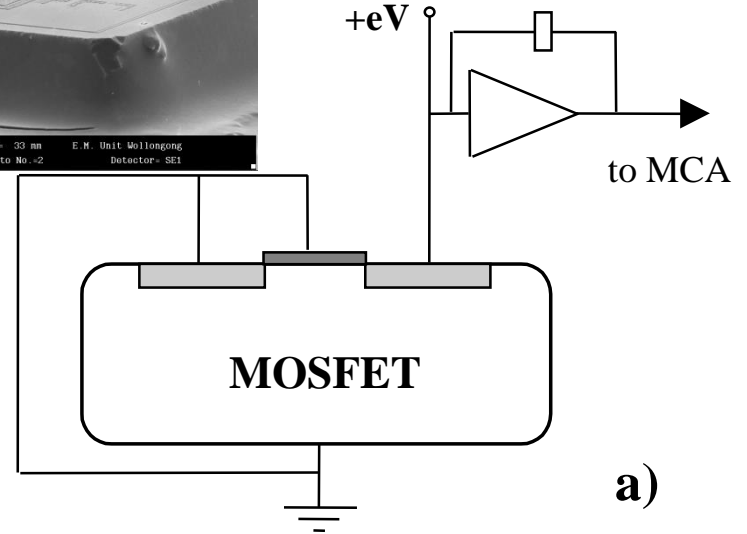 +eV
= 33 mm E.M. Unit Wollongong
to No.=2 Detector= SE1
to MCA
MOSFET
a)